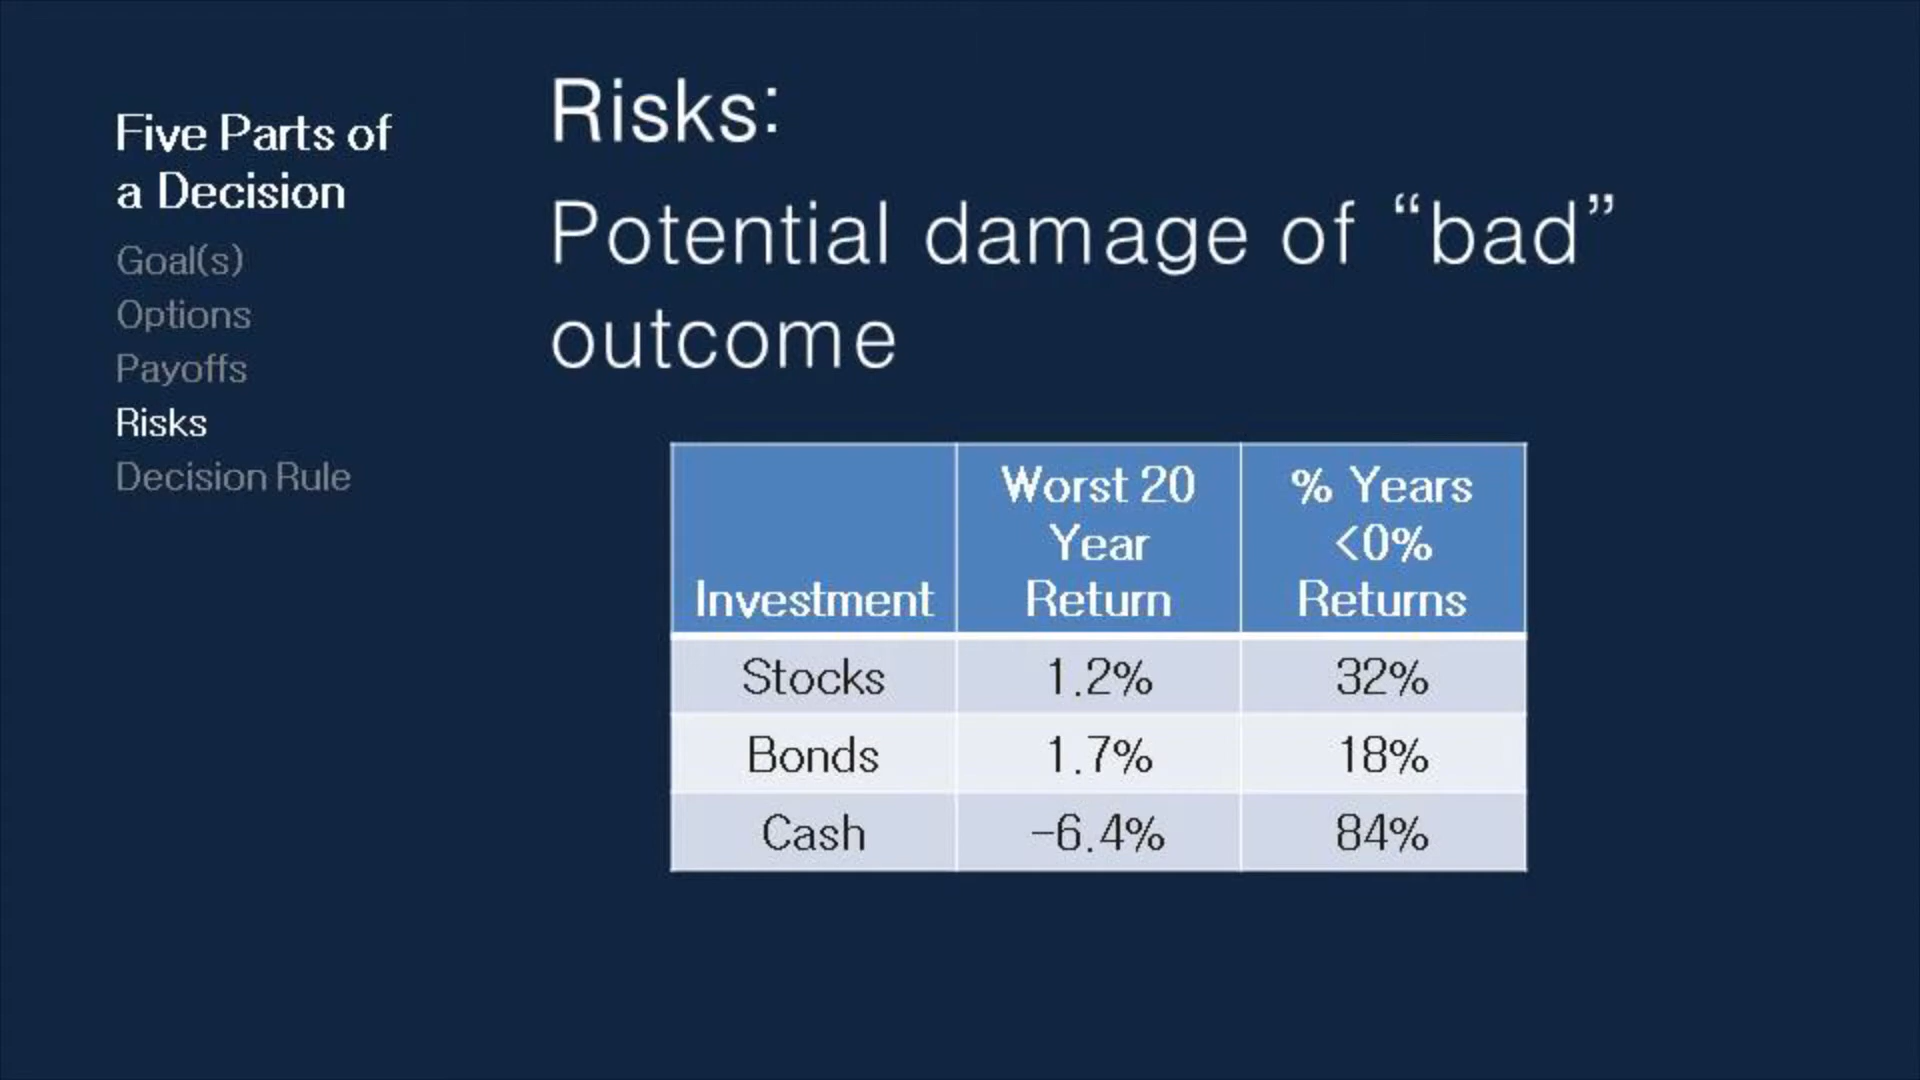 Five Parts of
a Decision
Goal(s)
Options
Payoffs
Risks
Decision Rule
Risks:
Potential damage of “bad”
outcome
Investment Worst 20 Year Return % Years <0% Returns
Stocks 1.2% 32%
Bonds 1.7% 18%
Cash -6.4% 84%